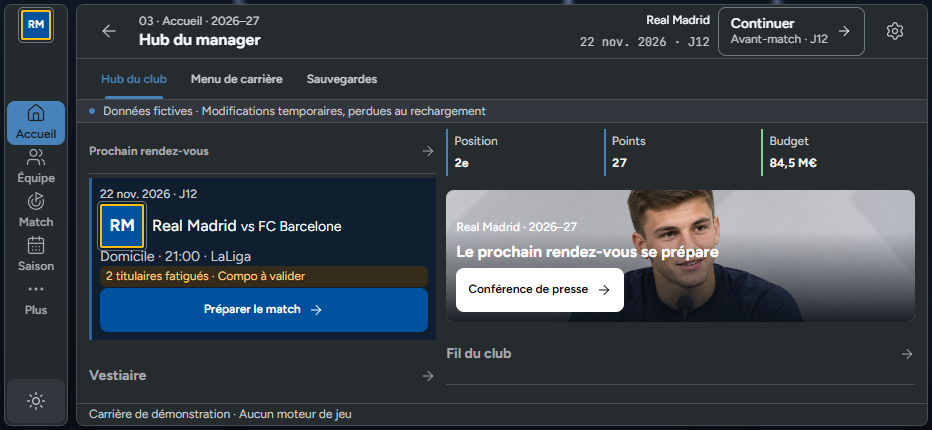 RM
03 · Accueil · 2026–27
Hub du manager
Real Madrid
22 nov. 2026 · J12
Continuer
Avant-match · J12
Hub du club
Menu de carrière
Sauvegardes
Données fictives · Modifications temporaires, perdues au rechargement
Accueil
Équipe
Match
Saison
Plus
Prochain rendez-vous
22 nov. 2026 · J12
RM
Real Madrid vs FC Barcelone
Domicile · 21:00 · LaLiga
2 titulaires fatigués · Compo à valider
Préparer le match
Vestiaire
Position
2e
Points
27
Budget
84,5 M€
Real Madrid · 2026–27
Le prochain rendez-vous se prépare
Conférence de presse
Fil du club
Carrière de démonstration · Aucun moteur de jeu